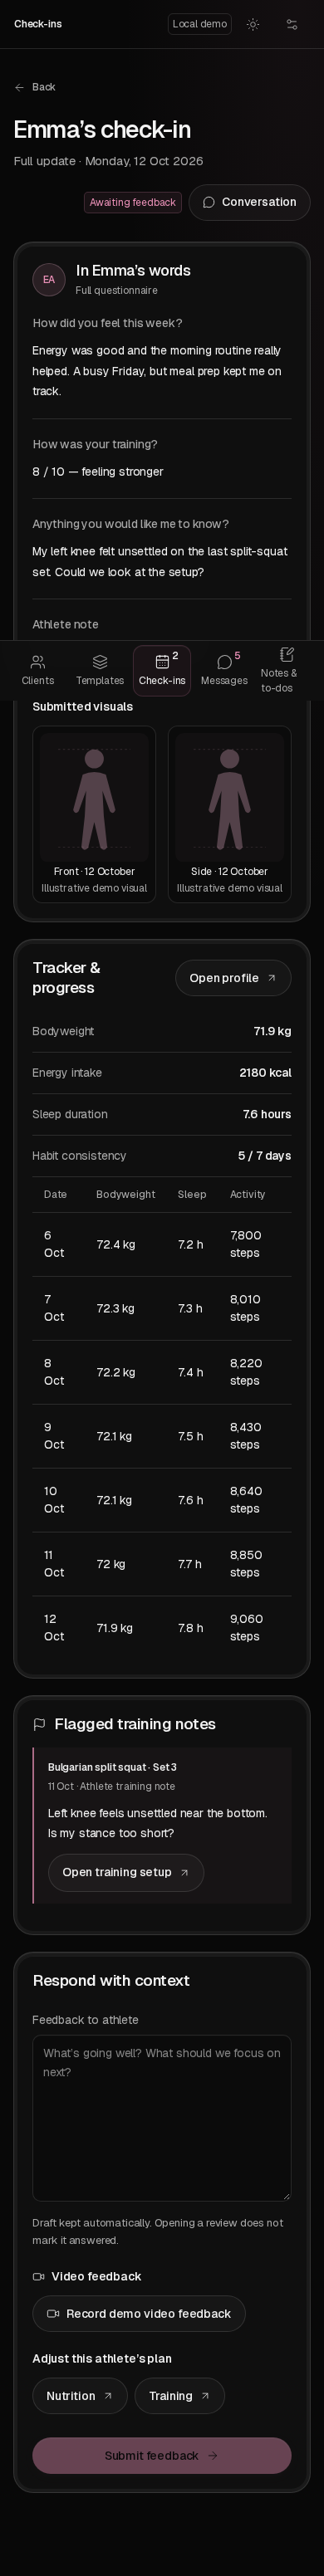 Check-ins
Local demo
Back
Emma’s check-in
Full update · Monday, 12 Oct 2026
Awaiting feedback
Conversation
EA
In Emma’s words
Full questionnaire
How did you feel this week?
Energy was good and the morning routine really
helped. A busy Friday, but meal prep kept me on
track.
How was your training?
8 / 10 — feeling stronger
Anything you would like me to know?
My left knee felt unsettled on the last split-squat
set. Could we look at the setup?
Athlete note
Clients
Templates
2
Check-ins
5
Messages
Notes &
to-dos
Submitted visuals
Front · 12 October
Illustrative demo visual
Side · 12 October
Illustrative demo visual
Tracker &
progress
Open profile
Bodyweight 71.9 kg
Energy intake 2180 kcal
Sleep duration 7.6 hours
Habit consistency 5 / 7 days
Date Bodyweight Sleep Activity
6 Oct 72.4 kg 7.2 h 7,800 steps
7 Oct 72.3 kg 7.3 h 8,010 steps
8 Oct 72.2 kg 7.4 h 8,220 steps
9 Oct 72.1 kg 7.5 h 8,430 steps
10 Oct 72.1 kg 7.6 h 8,640 steps
11 Oct 72 kg 7.7 h 8,850 steps
12 Oct 71.9 kg 7.8 h 9,060 steps
Flagged training notes
Bulgarian split squat · Set 3
11 Oct · Athlete training note
Left knee feels unsettled near the bottom.
Is my stance too short?
Open training setup
Respond with context
Feedback to athlete
What’s going well? What should we focus on
next?
Draft kept automatically. Opening a review does not
mark it answered.
Video feedback
Record demo video feedback
Adjust this athlete’s plan
Nutrition
Training
Submit feedback